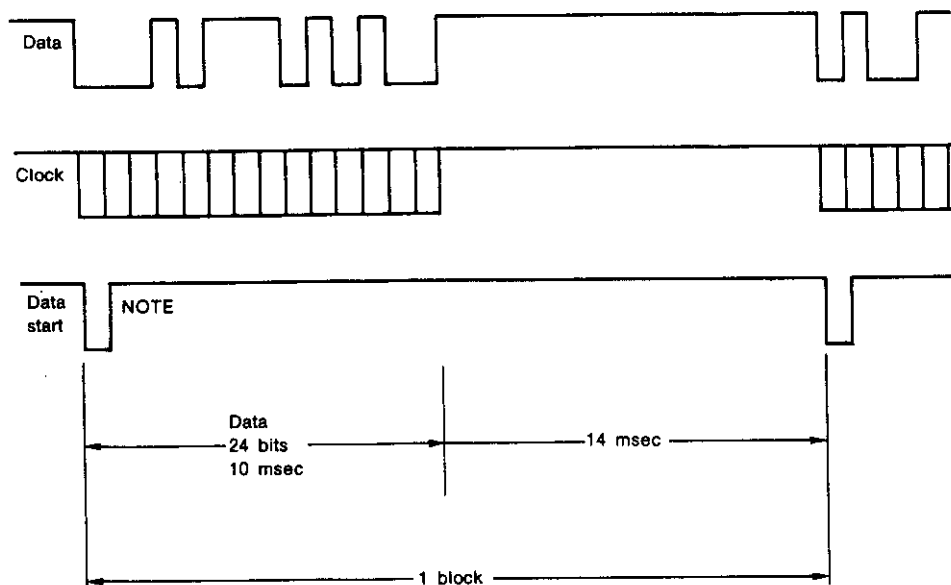 Data
Clock
Data
start
NOTE
Data
24 bits
10 msec
14 msec
1 block